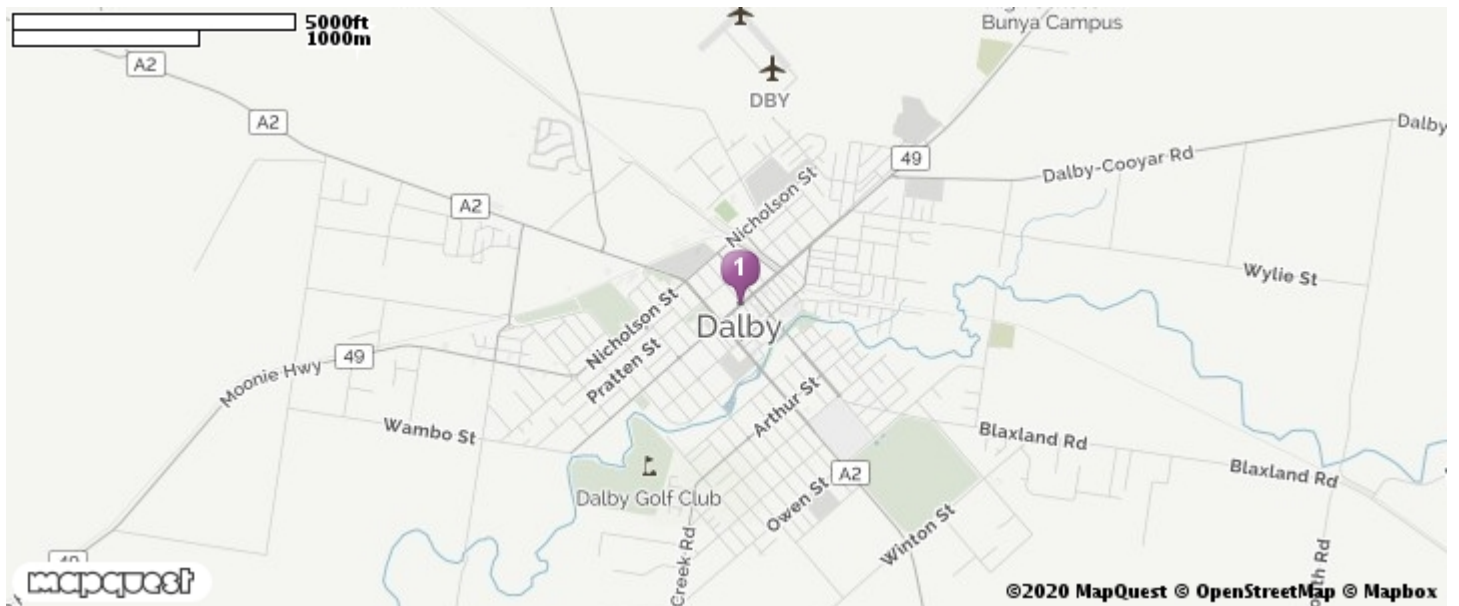 5000ft
1000m
Bunya Campus
A2
A2
DBY
Dalby
49
Dalby-Cooyar Rd
Nicholson St
A2
1
Wylie St
Dalby
Nicholson St
49
Moonie Hwy
Pratten St
Arthur St
Wambo St
Blaxland Rd
Blaxland Rd
A2
Dalby Golf Club
Owen St
Winton St
Creek Rd
Rd
mapquest
©2020 MapQuest © OpenStreetMap © Mapbox